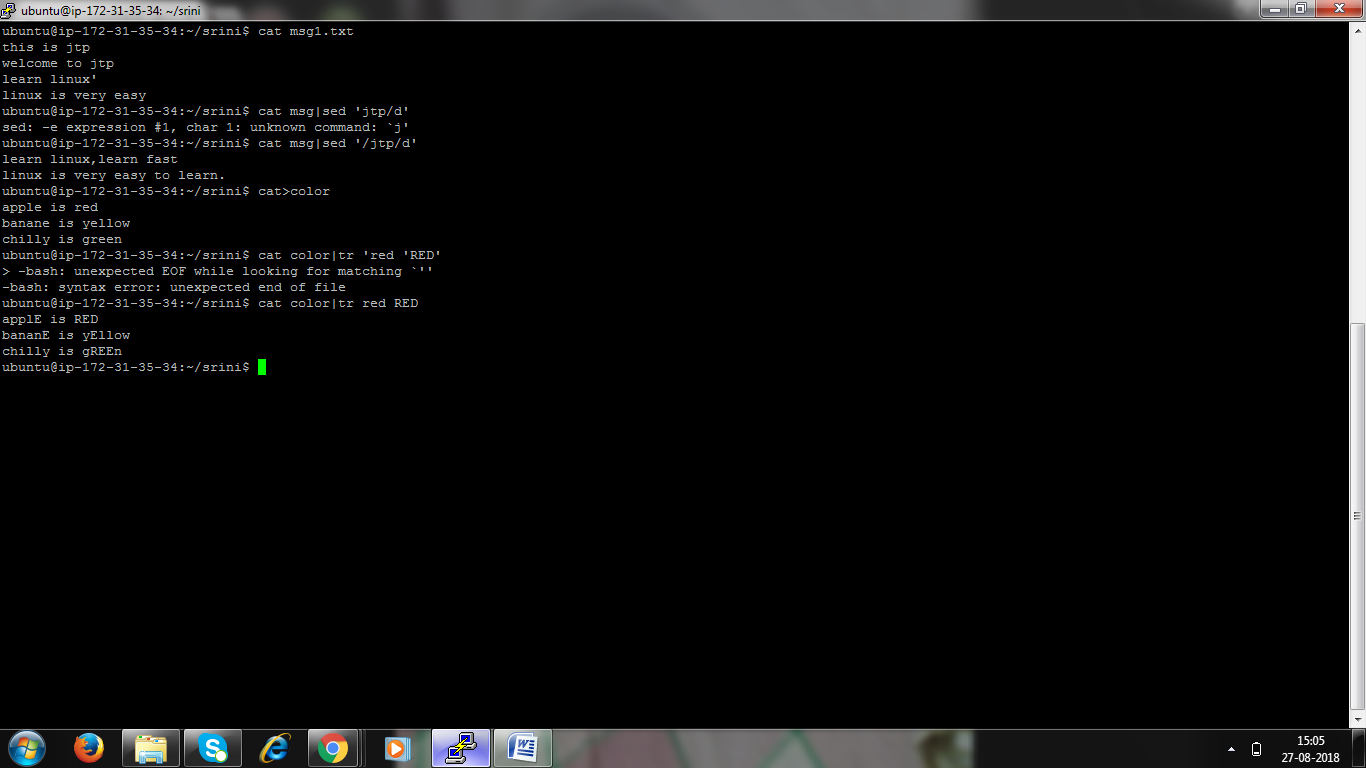 ubuntu@ip-172-31-35-34: ~/srini
ubuntu@ip-172-31-35-34:~/srini$ cat msg1.txt
this is jtp
welcome to jtp
learn linux'
linux is very easy
ubuntu@ip-172-31-35-34:~/srini$ cat msg|sed 'jtp/d'
sed: -e expression #1, char 1: unknown command: `j'
ubuntu@ip-172-31-35-34:~/srini$ cat msg|sed '/jtp/d'
learn linux,learn fast
linux is very easy to learn.
ubuntu@ip-172-31-35-34:~/srini$ cat>color
apple is red
banane is yellow
chilly is green
ubuntu@ip-172-31-35-34:~/srini$ cat color|tr 'red 'RED'
> -bash: unexpected EOF while looking for matching `''
-bash: syntax error: unexpected end of file
ubuntu@ip-172-31-35-34:~/srini$ cat color|tr red RED
applE is RED
bananE is yEllow
chilly is gREEn
ubuntu@ip-172-31-35-34:~/srini$
15:05
27-08-2018